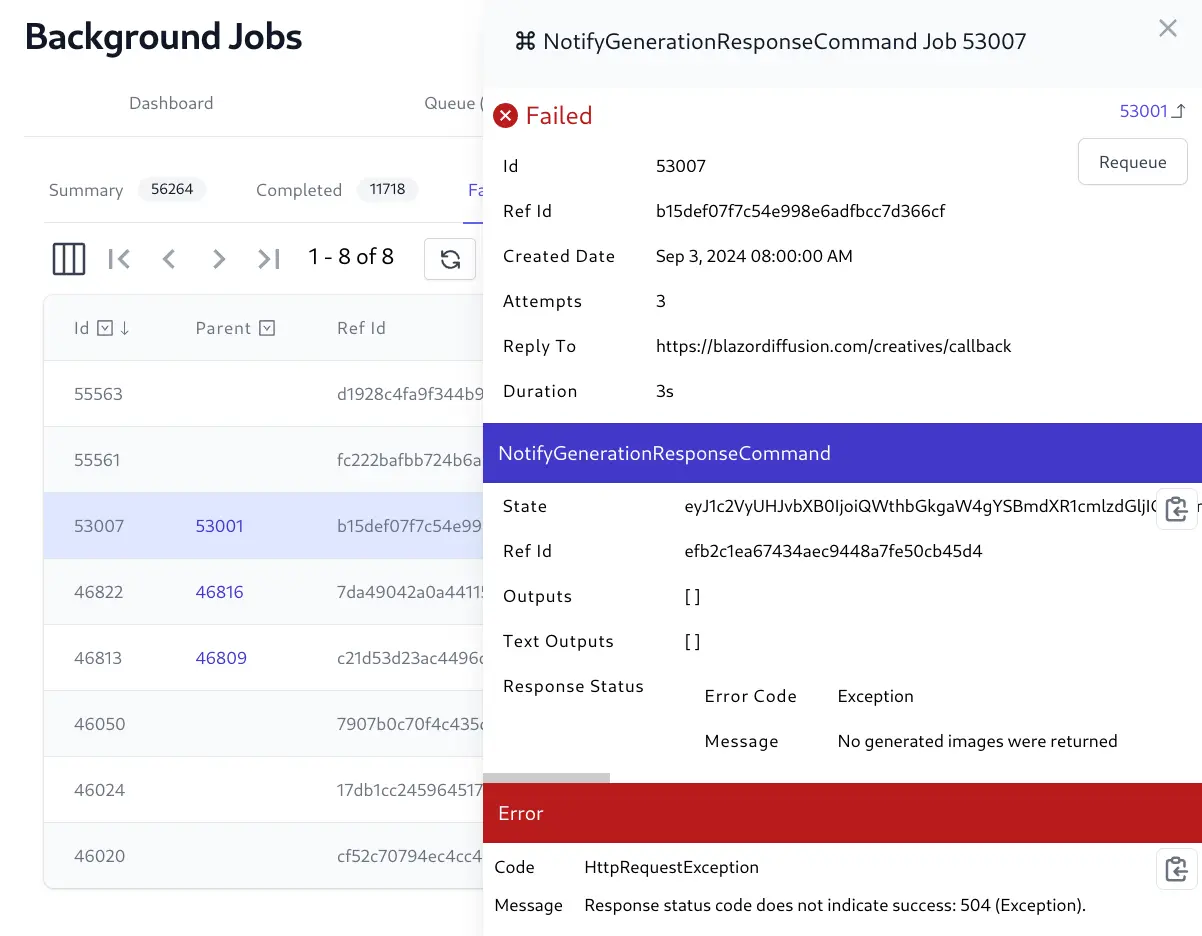 Background Jobs
Dashboard
Queue (
Summary 56264 Completed 11718 Fa
1 - 8 of 8
Id Parent Ref Id
55563 d1928c4fa9f344b9
55561 fc222bafbb724b6a
53007 53001 b15def07f7c54e99
46822 46816 7da49042a0a4411
46813 46809 c21d53d23ac4496
46050 7907b0c70f4c435
46024 17db1cc245964517
46020 cf52c70794ec4cc4
⌘ NotifyGenerationResponseCommand Job 53007
Failed
53001
Requeue
Id 53007
Ref Id b15def07f7c54e998e6adfbcc7d366cf
Created Date Sep 3, 2024 08:00:00 AM
Attempts 3
Reply To https://blazordiffusion.com/creatives/callback
Duration 3s
NotifyGenerationResponseCommand
State
Ref Id efb2c1ea67434aec9448a7fe50cb45d4
Outputs [ ]
Text Outputs [ ]
Response Status
Error Code Exception
Message No generated images were returned
Error
Code HttpRequestException
Message Response status code does not indicate success: 504 (Exception).